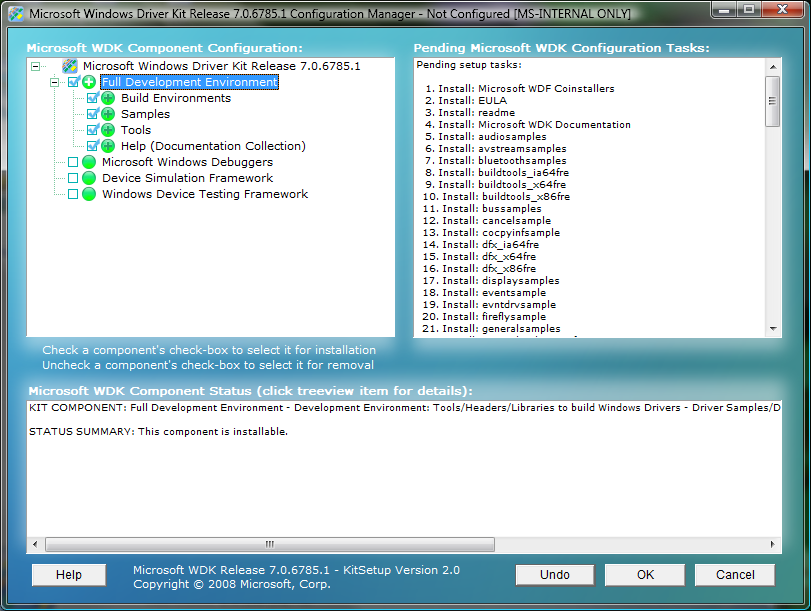 Microsoft Windows Driver Kit Release 7.0.6785.1 Configuration Manager - Not Configured [MS-INTERNAL ONLY]
Microsoft WDK Component Configuration:
Microsoft Windows Driver Kit Release 7.0.6785.1
Full Development Environment
Build Environments
Samples
Tools
Help (Documentation Collection)
Microsoft Windows Debuggers
Device Simulation Framework
Windows Device Testing Framework
Check a component's check-box to select it for installation
Uncheck a component's check-box to select it for removal
Pending Microsoft WDK Configuration Tasks:
Pending setup tasks:
1. Install: Microsoft WDF Coinstallers
2. Install: EULA
3. Install: readme
4. Install: Microsoft WDK Documentation
5. Install: audiosamples
6. Install: avstreamsamples
7. Install: bluetoothsamples
8. Install: buildtools_ia64fre
9. Install: buildtools_x64fre
10. Install: buildtools_x86fre
11. Install: bussamples
12. Install: cancelsample
13. Install: cocpyinfsample
14. Install: dfx_ia64fre
15. Install: dfx_x64fre
16. Install: dfx_x86fre
17. Install: displaysamples
18. Install: eventsample
19. Install: evntdrvsample
20. Install: fireflysample
21. Install: generalsamples
Microsoft WDK Component Status (click treeview item for details):
KIT COMPONENT: Full Development Environment - Development Environment: Tools/Headers/Libraries to build Windows Drivers - Driver Samples/D
STATUS SUMMARY: This component is installable.
Help
Microsoft WDK Release 7.0.6785.1 - KitSetup Version 2.0
Copyright © 2008 Microsoft, Corp.
Undo
OK
Cancel